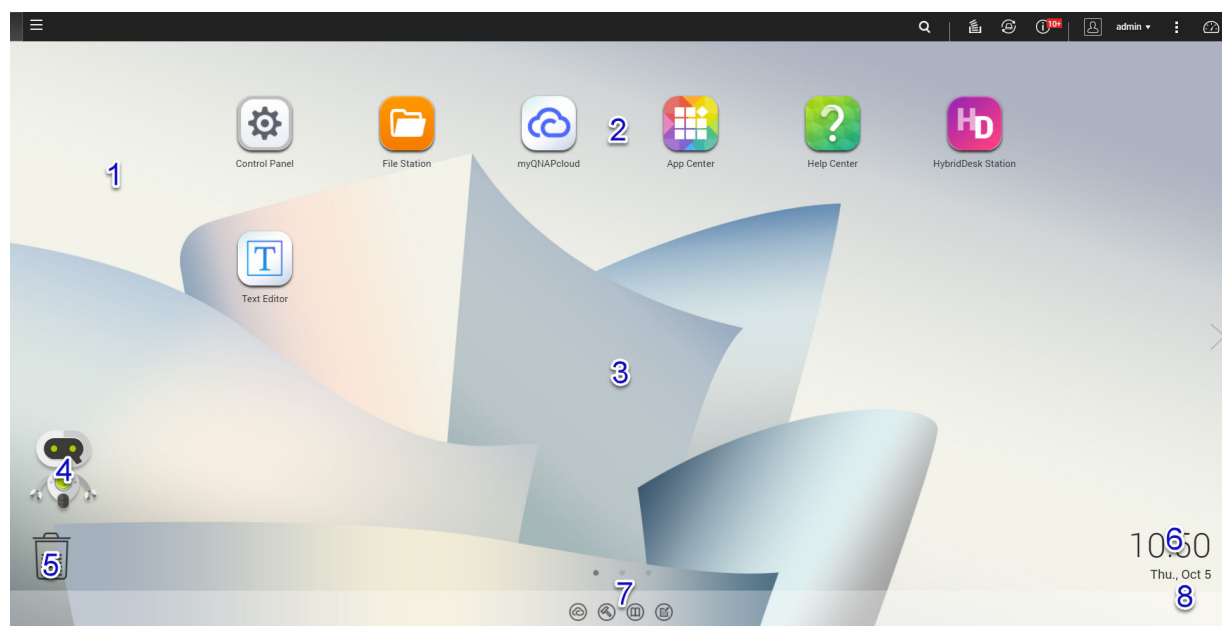 10+
admin
Control Panel
File Station
myQNAPcloud
2
App Center
Help Center
HD
HybridDesk Station
1
T
Text Editor
3
4
5
6
10:50
Thu., Oct 5
7
8